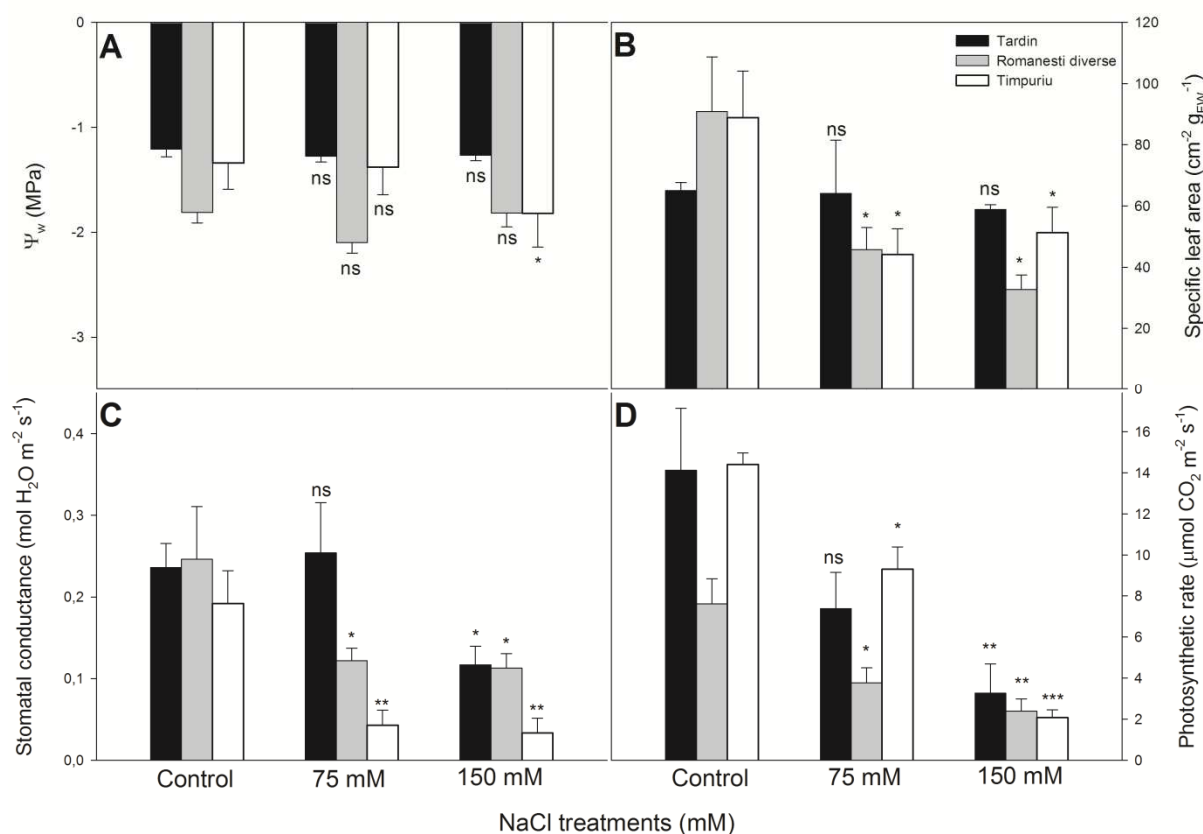 A
0
-1
-2
-3
Ψw (MPa)
ns
ns
ns
ns
ns
ns
*
B
Tardin
Romanesti diverse
Timpuriu
120
100
80
60
40
20
0
Specific leaf area (cm⁻² gFW⁻¹)
ns
*
*
ns
*
*
C
0,4
0,3
0,2
0,1
0,0
Stomatal conductance (mol H₂O m⁻² s⁻¹)
ns
*
**
*
*
**
Control
75 mM
150 mM
D
16
14
12
10
8
6
4
2
0
Photosynthetic rate (µmol CO₂ m⁻² s⁻¹)
ns
*
*
**
**
***
Control
75 mM
150 mM
NaCl treatments (mM)